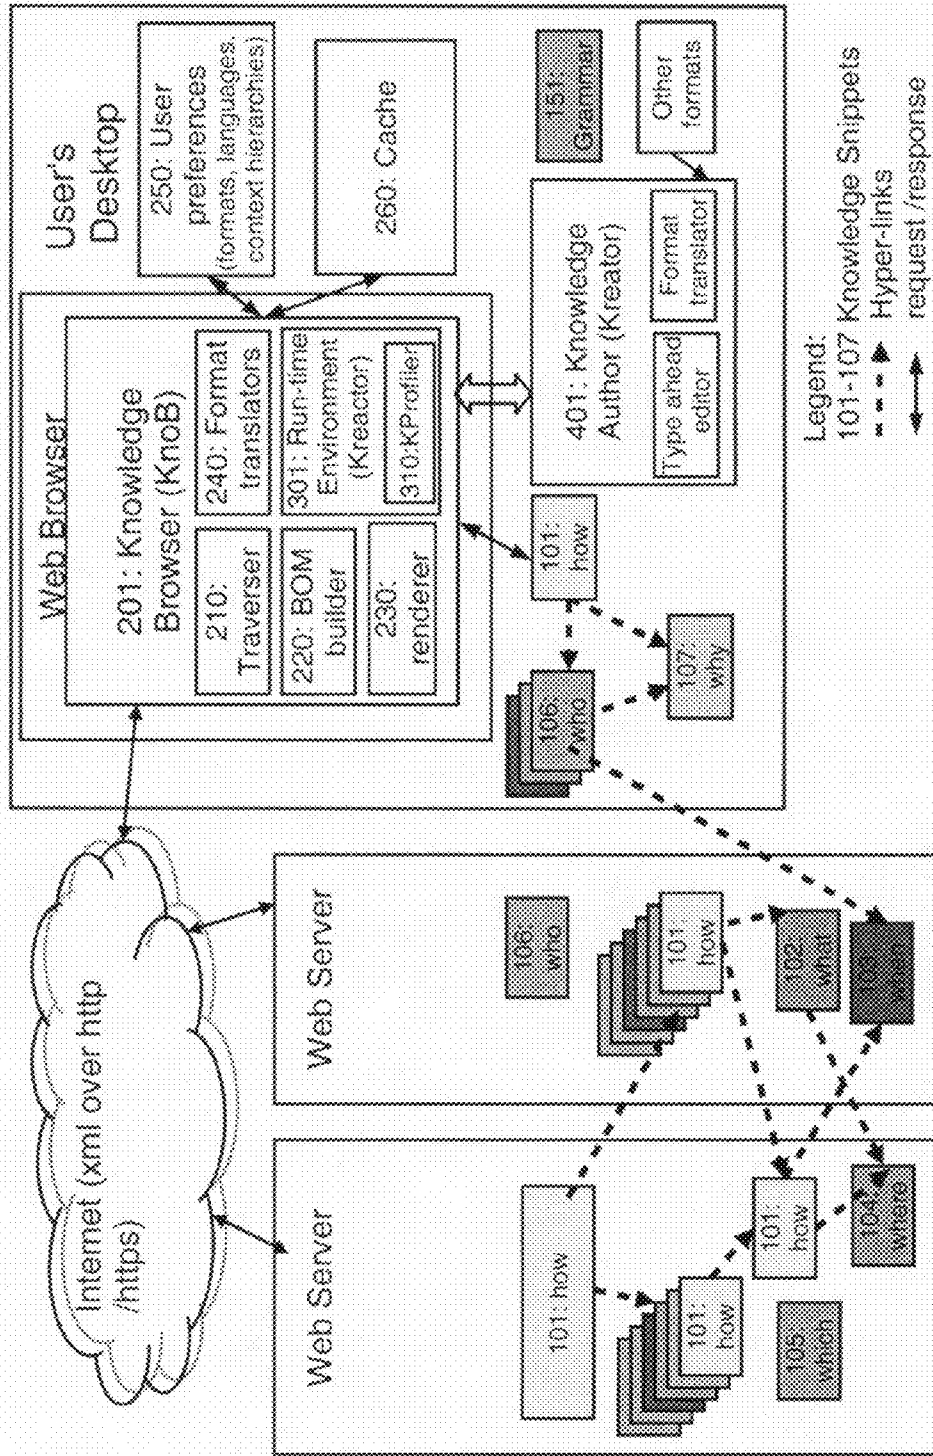 Internet (xml over http
/https)
Web Server
101: how
101:
how
101:
how
105:
when
104:
where
Web Server
106:
who
101
how
102:
what
103:
User's
Desktop
Web Browser
201: Knowledge
Browser (KnoB)
210:
Traverser
240: Format
translators
220: BOM
builder
301: Run-time
Environment
(Kreactor)
310:KProfiler
230:
renderer
250: User
preferences
(formats, languages,
context hierarchies)
260: Cache
106:
who
101:
how
107:
why
401: Knowledge
Author (Kreator)
Type ahead
editor
Format
translator
151:
Grammar
Other
formats
Legend:
101-107 Knowledge Snippets
Hyper-links
request /response